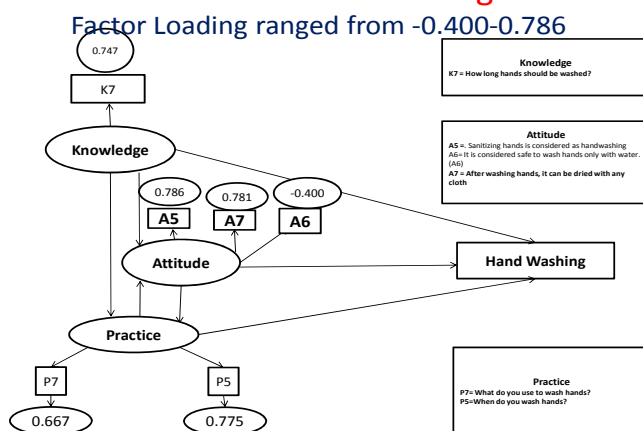 Factor Loading ranged from -0.400-0.786
0.747
K7
Knowledge
K7 = How long hands should be washed?
Knowledge
Attitude
A5 =. Sanitizing hands is considered as handwashing
A6= It is considered safe to wash hands only with water.
(A6)
A7 = After washing hands, it can be dried with any
cloth
0.786
0.781
-0.400
A5
A7
A6
Attitude
Hand Washing
Practice
P7
P5
0.667
0.775
Practice
P7= What do you use to wash hands?
P5=When do you wash hands?